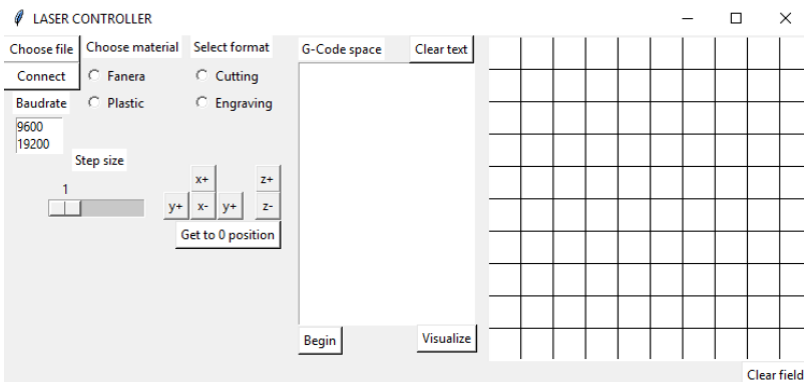 LASER CONTROLLER
Choose file
Choose material
Select format
G-Code space
Clear text
Connect
Fanera
Cutting
Baudrate
Plastic
Engraving
9600
19200
Step size
1
x+
z+
y+
x-
y+
z-
Get to 0 position
Begin
Visualize
Clear field